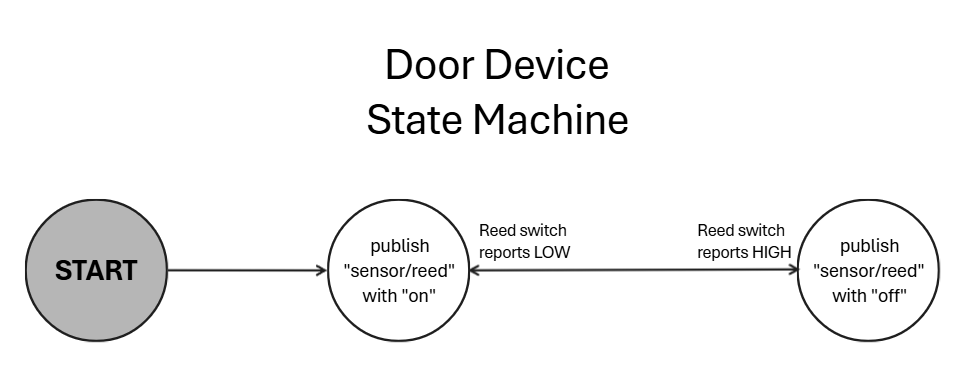 Door Device
State Machine
START
publish
"sensor/reed"
with "on"
Reed switch
reports LOW
Reed switch
reports HIGH
publish
"sensor/reed"
with "off"